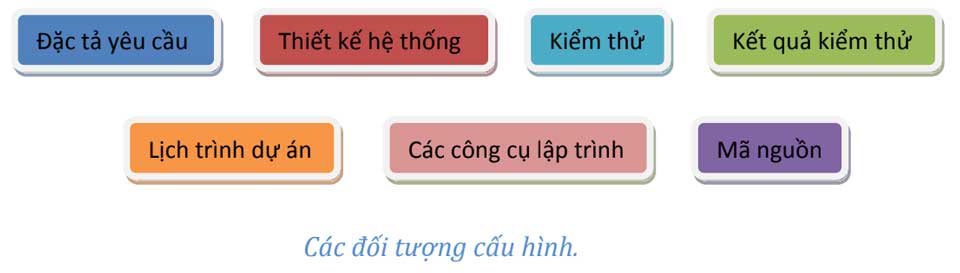 Đặc tả yêu cầu
Thiết kế hệ thống
Kiểm thử
Kết quả kiểm thử
Lịch trình dự án
Các công cụ lập trình
Mã nguồn
Các đối tượng cấu hình.